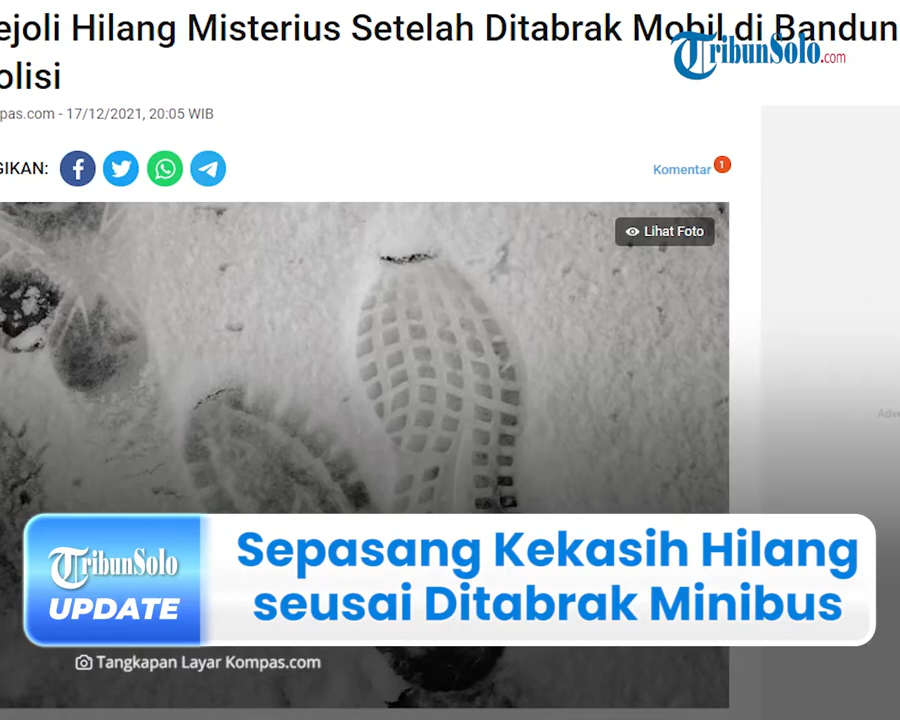 ejoli Hilang Misterius Setelah Ditabrak Mobil di Bandun
TribunSolo.com
olisi
pas.com - 17/12/2021, 20:05 WIB
GIKAN:
Komentar 1
Lihat Foto
Adve
TribunSolo
UPDATE
Sepasang Kekasih Hilang
seusai Ditabrak Minibus
Tangkapan Layar Kompas.com